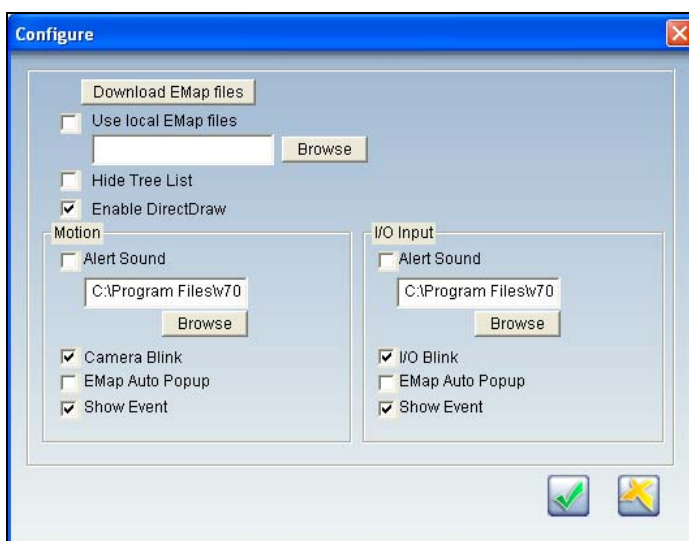 Configure
Download EMap files
Use local EMap files
Browse
Hide Tree List
Enable DirectDraw
Motion
Alert Sound
C:\Program Files\v70
Browse
Camera Blink
EMap Auto Popup
Show Event
I/O Input
Alert Sound
C:\Program Files\v70
Browse
I/O Blink
EMap Auto Popup
Show Event